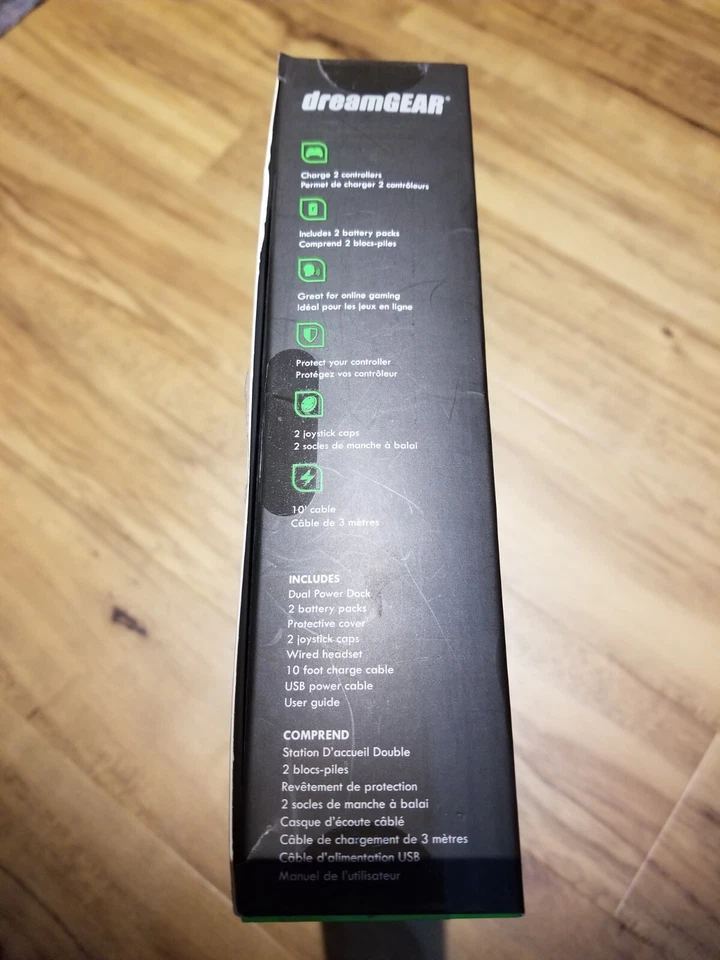 dreamGEAR®
Charge 2 controllers
Permet de charger 2 contrôleurs
Includes 2 battery packs
Comprend 2 blocs-piles
Great for online gaming
Idéal pour les jeux en ligne
Protect your controller
Protégez vos contrôleur
2 joystick caps
2 socles de manche à balai
10' cable
Câble de 3 mètres
INCLUDES
Dual Power Dock
2 battery packs
Protective cover
2 joystick caps
Wired headset
10 foot charge cable
USB power cable
User guide
COMPREND
Station D'accueil Double
2 blocs-piles
Revêtement de protection
2 socles de manche à balai
Casque d'écoute câblé
Câble de chargement de 3 mètres
Câble d'alimentation USB
Manuel de l'utilisateur